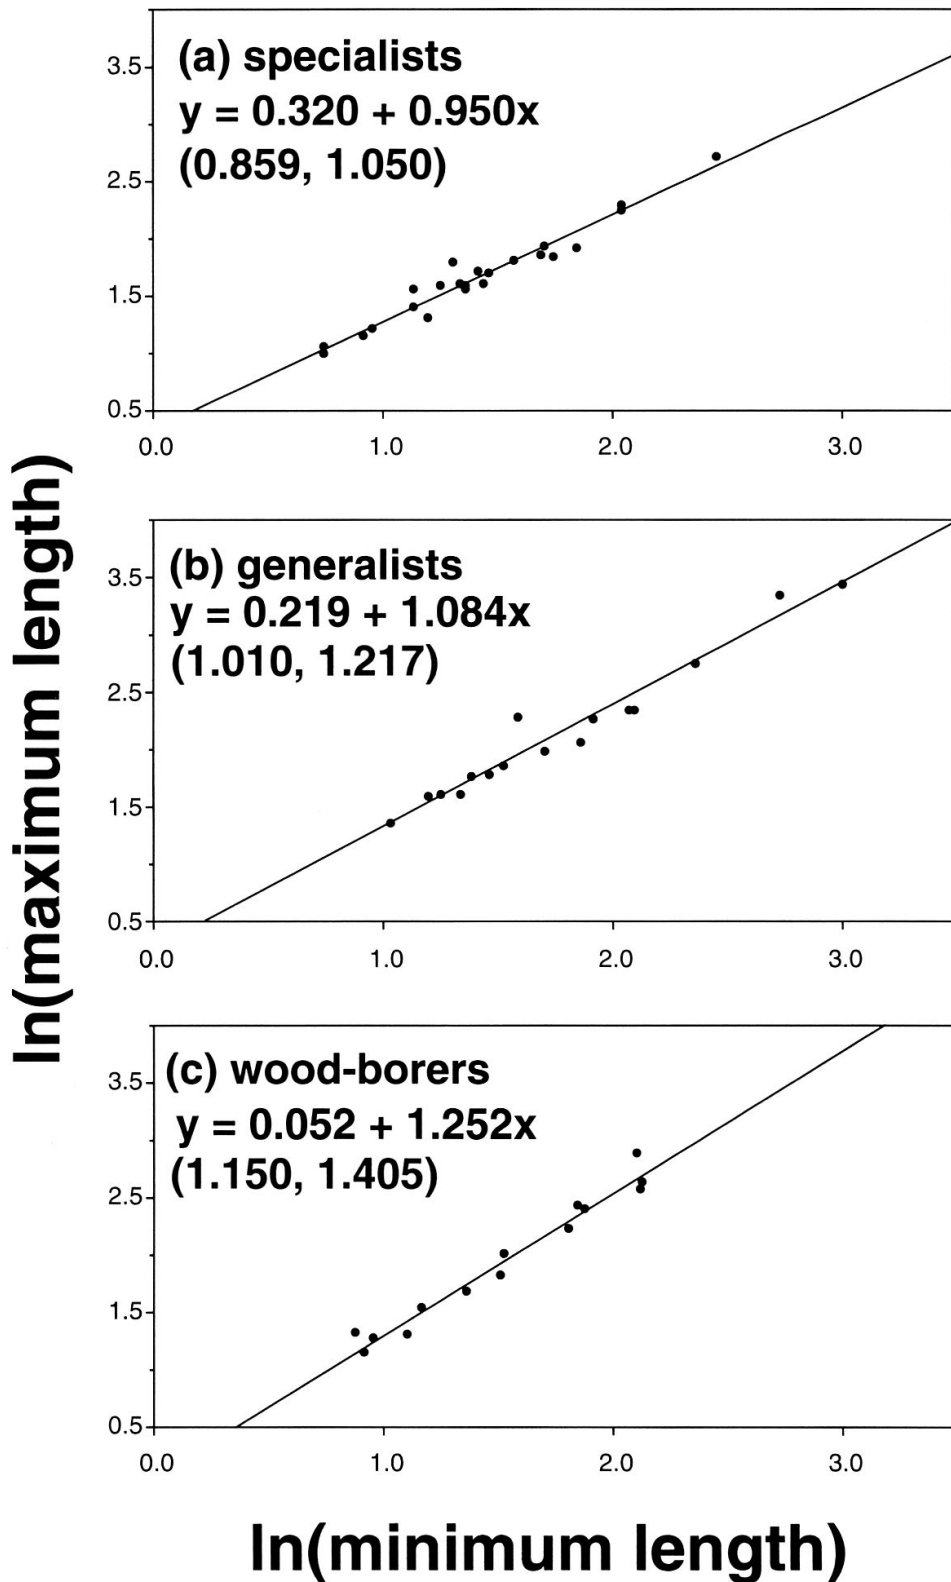 (a) specialists
y = 0.320 + 0.950x
(0.859, 1.050)
3.5
2.5
1.5
0.5
0.0 1.0 2.0 3.0
(b) generalists
y = 0.219 + 1.084x
(1.010, 1.217)
3.5
2.5
1.5
0.5
0.0 1.0 2.0 3.0
(c) wood-borers
y = 0.052 + 1.252x
(1.150, 1.405)
3.5
2.5
1.5
0.5
0.0 1.0 2.0 3.0
ln(maximum length)
ln(minimum length)